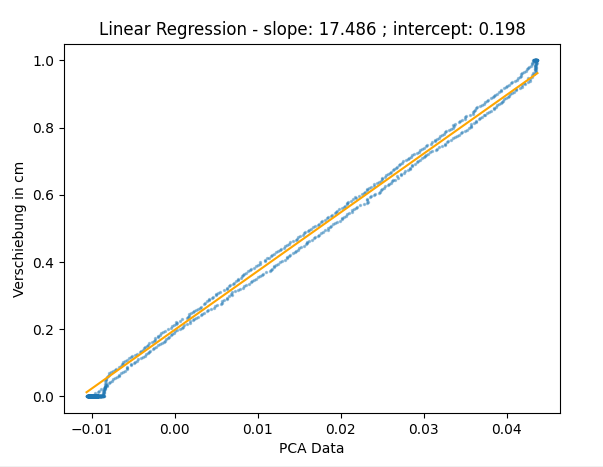 Linear Regression - slope: 17.486 ; intercept: 0.198
1.0
0.8
0.6
0.4
0.2
0.0
Verschiebung in cm
−0.01 0.00 0.01 0.02 0.03 0.04
PCA Data